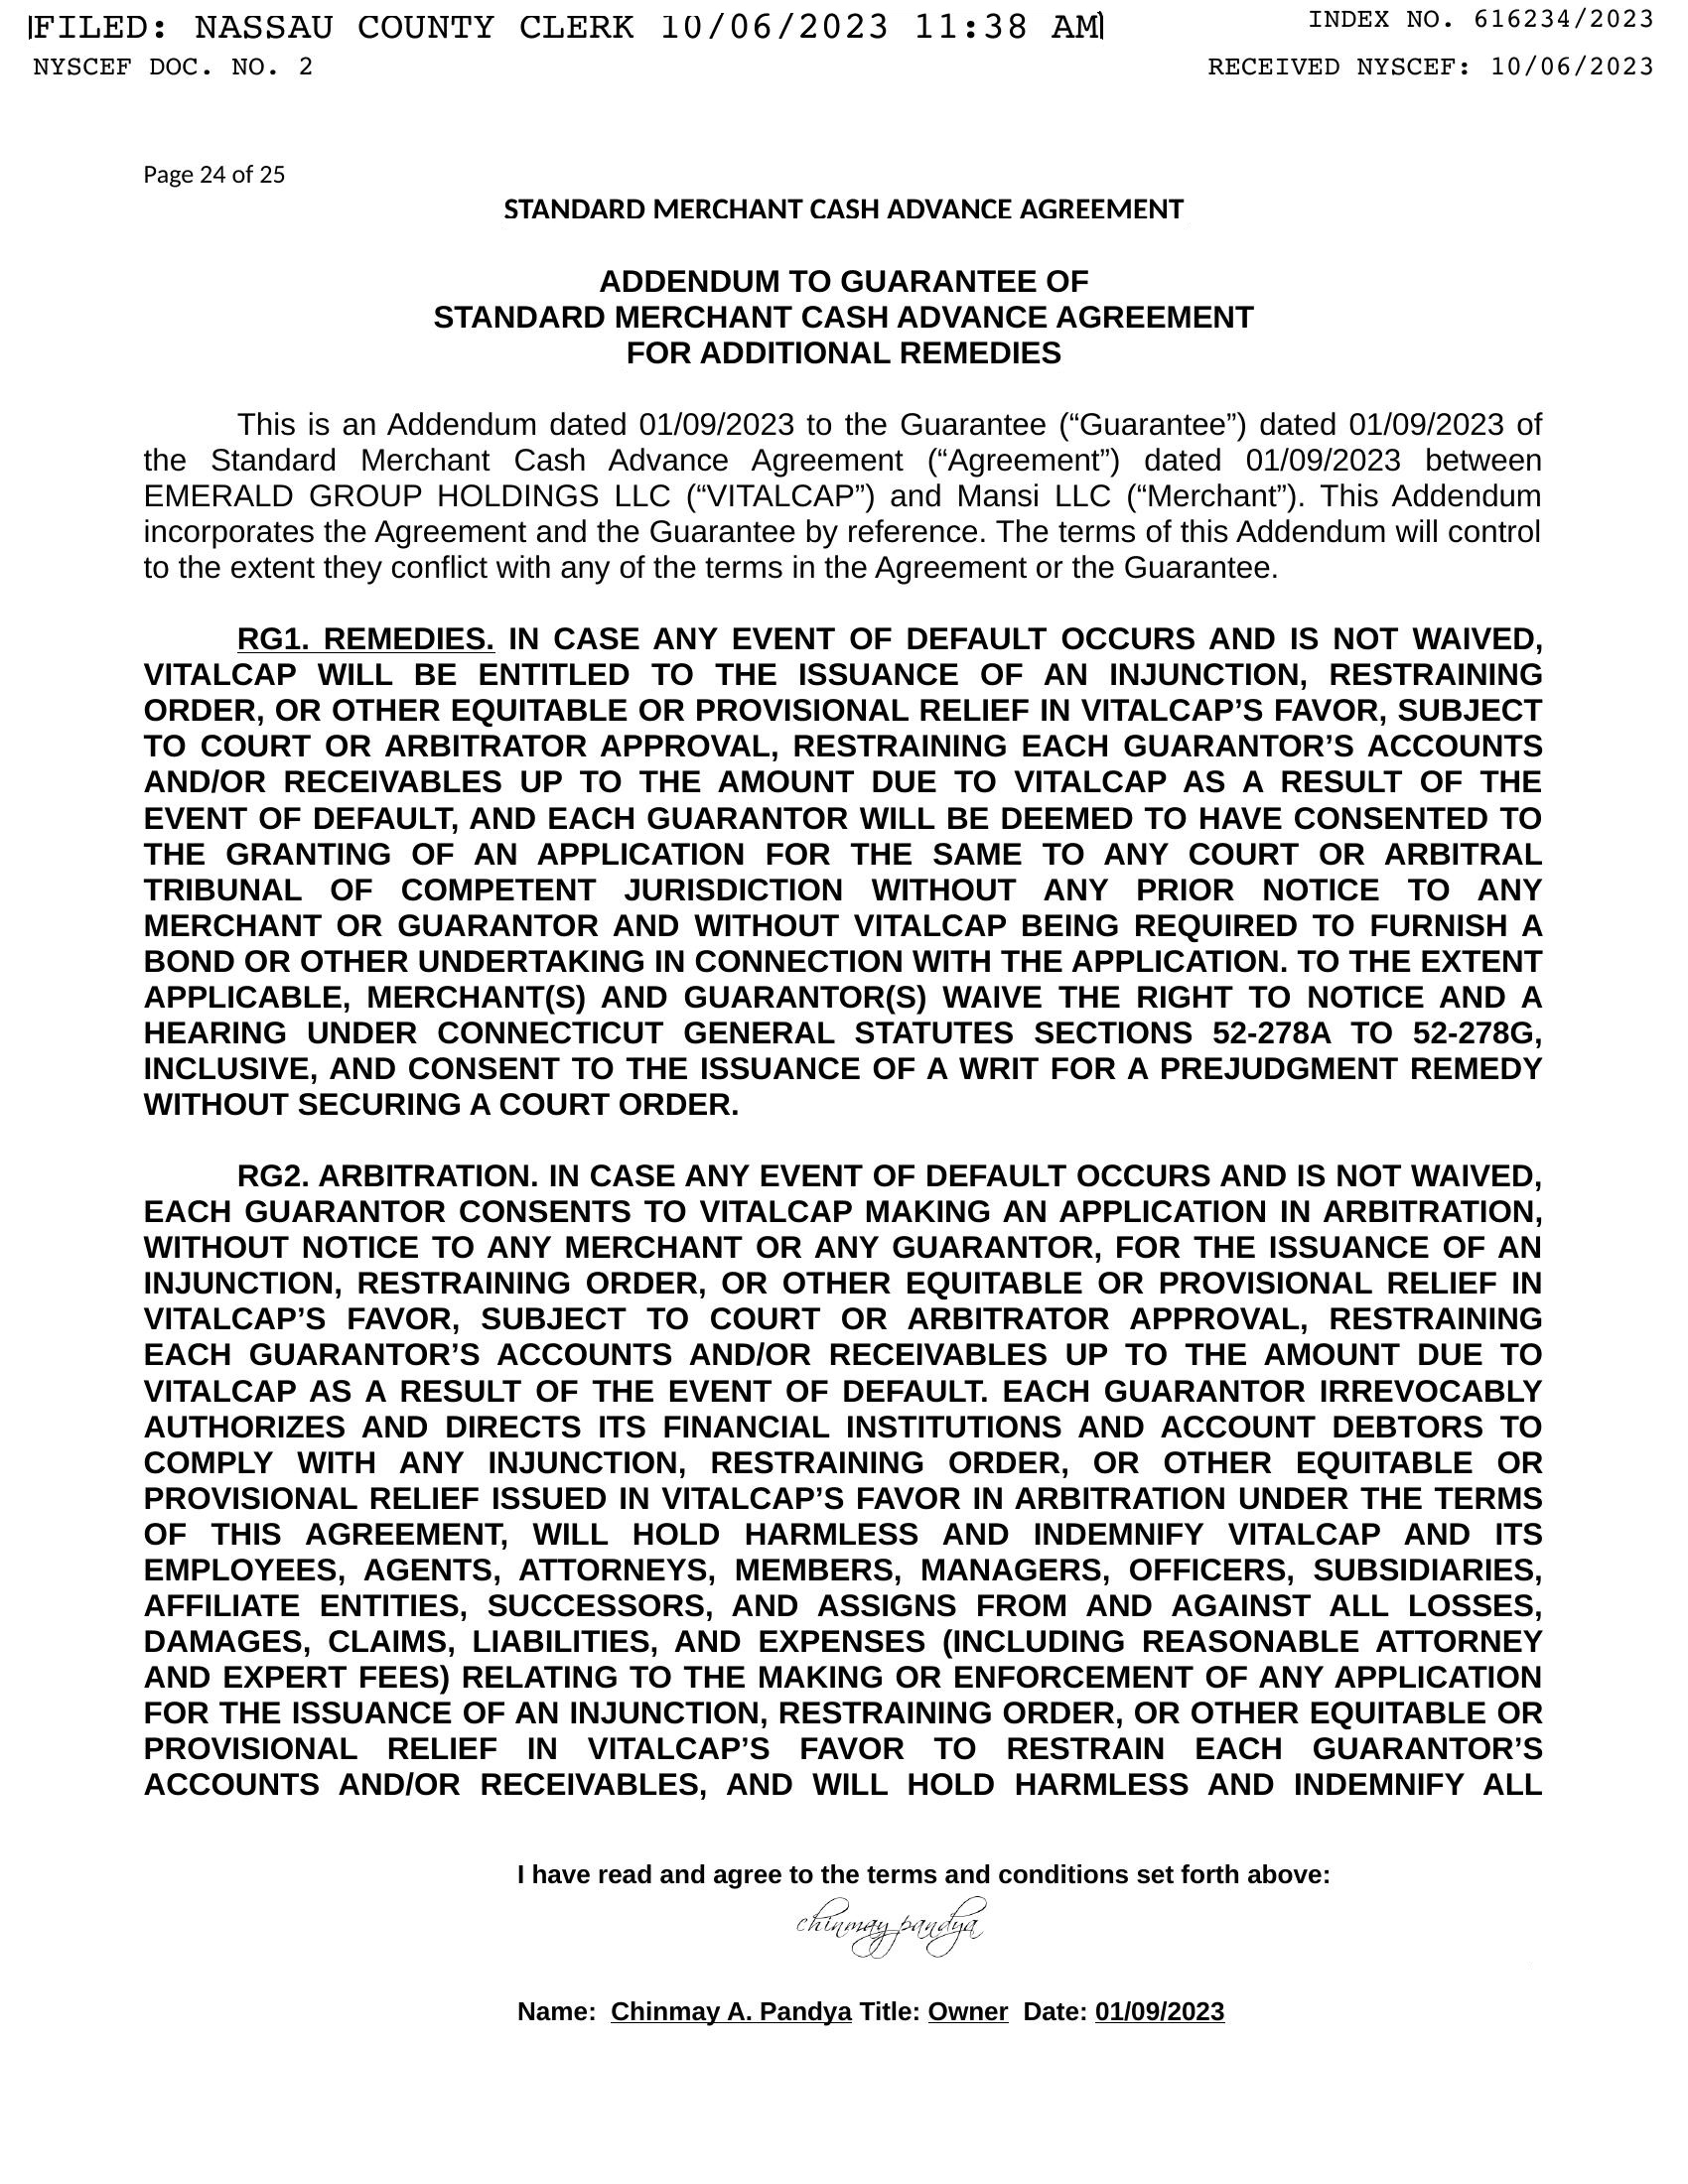 FILED: NASSAU COUNTY CLERK 10/06/2023 11:38 AM
INDEX NO. 616234/2023
NYSCEF DOC. NO. 2
RECEIVED NYSCEF: 10/06/2023
Page 24 of 25
STANDARD MERCHANT CASH ADVANCE AGREEMENT
ADDENDUM TO GUARANTEE OF
STANDARD MERCHANT CASH ADVANCE AGREEMENT
FOR ADDITIONAL REMEDIES
This is an Addendum dated 01/09/2023 to the Guarantee (“Guarantee”) dated 01/09/2023 of
the Standard Merchant Cash Advance Agreement (“Agreement”) dated 01/09/2023 between
EMERALD GROUP HOLDINGS LLC (“VITALCAP”) and Mansi LLC (“Merchant”). This Addendum
incorporates the Agreement and the Guarantee by reference. The terms of this Addendum will control
to the extent they conflict with any of the terms in the Agreement or the Guarantee.
RG1. REMEDIES. IN CASE ANY EVENT OF DEFAULT OCCURS AND IS NOT WAIVED,
VITALCAP WILL BE ENTITLED TO THE ISSUANCE OF AN INJUNCTION, RESTRAINING
ORDER, OR OTHER EQUITABLE OR PROVISIONAL RELIEF IN VITALCAP’S FAVOR, SUBJECT
TO COURT OR ARBITRATOR APPROVAL, RESTRAINING EACH GUARANTOR’S ACCOUNTS
AND/OR RECEIVABLES UP TO THE AMOUNT DUE TO VITALCAP AS A RESULT OF THE
EVENT OF DEFAULT, AND EACH GUARANTOR WILL BE DEEMED TO HAVE CONSENTED TO
THE GRANTING OF AN APPLICATION FOR THE SAME TO ANY COURT OR ARBITRAL
TRIBUNAL OF COMPETENT JURISDICTION WITHOUT ANY PRIOR NOTICE TO ANY
MERCHANT OR GUARANTOR AND WITHOUT VITALCAP BEING REQUIRED TO FURNISH A
BOND OR OTHER UNDERTAKING IN CONNECTION WITH THE APPLICATION. TO THE EXTENT
APPLICABLE, MERCHANT(S) AND GUARANTOR(S) WAIVE THE RIGHT TO NOTICE AND A
HEARING UNDER CONNECTICUT GENERAL STATUTES SECTIONS 52-278A TO 52-278G,
INCLUSIVE, AND CONSENT TO THE ISSUANCE OF A WRIT FOR A PREJUDGMENT REMEDY
WITHOUT SECURING A COURT ORDER.
RG2. ARBITRATION. IN CASE ANY EVENT OF DEFAULT OCCURS AND IS NOT WAIVED,
EACH GUARANTOR CONSENTS TO VITALCAP MAKING AN APPLICATION IN ARBITRATION,
WITHOUT NOTICE TO ANY MERCHANT OR ANY GUARANTOR, FOR THE ISSUANCE OF AN
INJUNCTION, RESTRAINING ORDER, OR OTHER EQUITABLE OR PROVISIONAL RELIEF IN
VITALCAP’S FAVOR, SUBJECT TO COURT OR ARBITRATOR APPROVAL, RESTRAINING
EACH GUARANTOR’S ACCOUNTS AND/OR RECEIVABLES UP TO THE AMOUNT DUE TO
VITALCAP AS A RESULT OF THE EVENT OF DEFAULT. EACH GUARANTOR IRREVOCABLY
AUTHORIZES AND DIRECTS ITS FINANCIAL INSTITUTIONS AND ACCOUNT DEBTORS TO
COMPLY WITH ANY INJUNCTION, RESTRAINING ORDER, OR OTHER EQUITABLE OR
PROVISIONAL RELIEF ISSUED IN VITALCAP’S FAVOR IN ARBITRATION UNDER THE TERMS
OF THIS AGREEMENT, WILL HOLD HARMLESS AND INDEMNIFY VITALCAP AND ITS
EMPLOYEES, AGENTS, ATTORNEYS, MEMBERS, MANAGERS, OFFICERS, SUBSIDIARIES,
AFFILIATE ENTITIES, SUCCESSORS, AND ASSIGNS FROM AND AGAINST ALL LOSSES,
DAMAGES, CLAIMS, LIABILITIES, AND EXPENSES (INCLUDING REASONABLE ATTORNEY
AND EXPERT FEES) RELATING TO THE MAKING OR ENFORCEMENT OF ANY APPLICATION
FOR THE ISSUANCE OF AN INJUNCTION, RESTRAINING ORDER, OR OTHER EQUITABLE OR
PROVISIONAL RELIEF IN VITALCAP’S FAVOR TO RESTRAIN EACH GUARANTOR’S
ACCOUNTS AND/OR RECEIVABLES, AND WILL HOLD HARMLESS AND INDEMNIFY ALL
I have read and agree to the terms and conditions set forth above:
chinmay pandya
Name: Chinmay A. Pandya Title: Owner Date: 01/09/2023